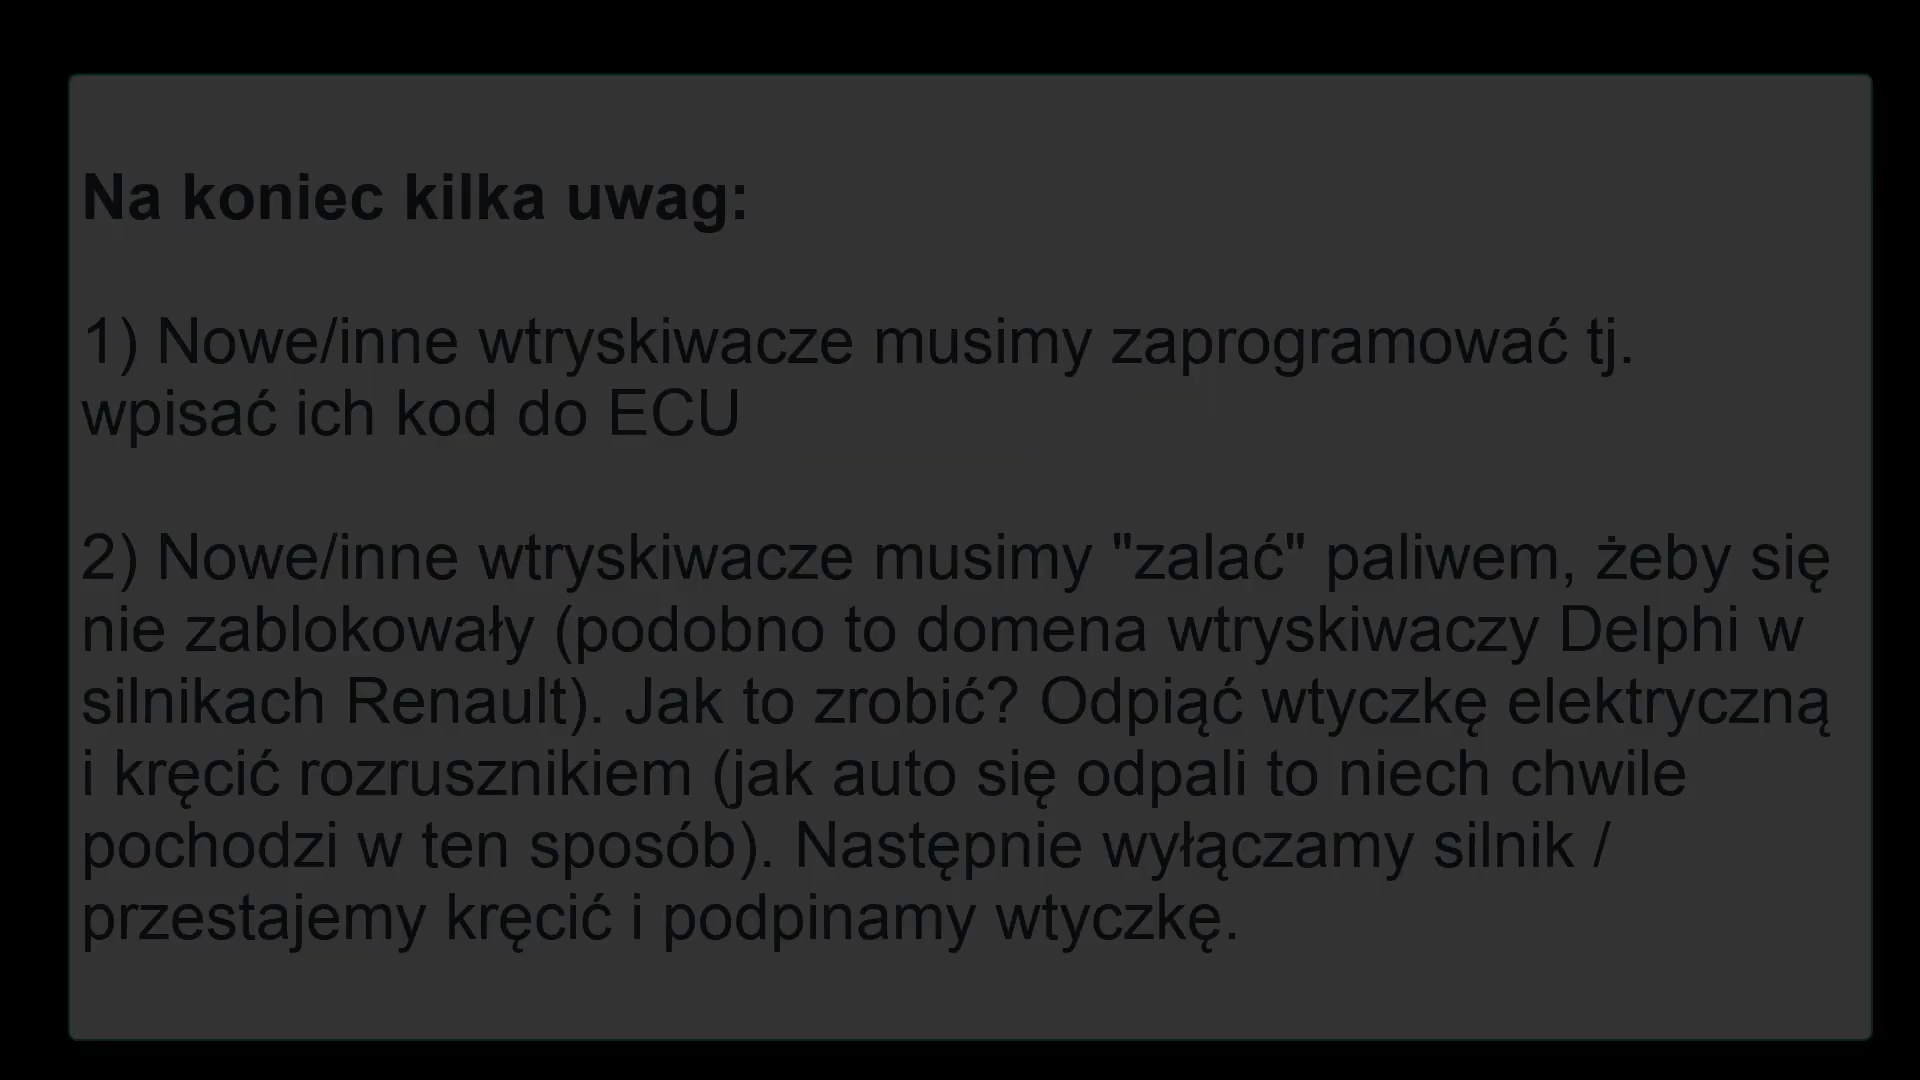 Na koniec kilka uwag:
1) Nowe/inne wtryskiwacze musimy zaprogramować tj.
wpisać ich kod do ECU
2) Nowe/inne wtryskiwacze musimy "zalać" paliwem, żeby się
nie zablokowały (podobno to domena wtryskiwaczy Delphi w
silnikach Renault). Jak to zrobić? Odpiąć wtyczkę elektryczną
i kręcić rozrusznikiem (jak auto się odpali to niech chwile
pochodzi w ten sposób). Następnie wyłączamy silnik /
przestajemy kręcić i podpinamy wtyczkę.